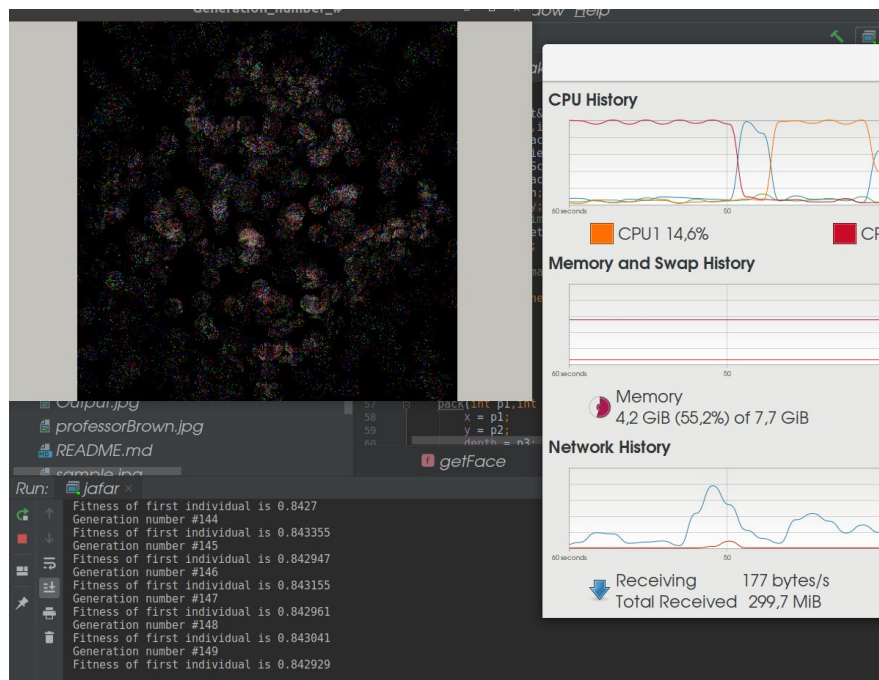 Generation_number_#
Help
CPU History
60 seconds
50
CPU1 14,6%
Memory and Swap History
60 seconds
50
Memory
4,2 GiB (55,2%) of 7,7 GiB
Network History
60 seconds
50
Receiving 177 bytes/s
Total Received 299,7 MiB
Output.jpg
professorBrown.jpg
README.md
sample.jpg
57 pack(int p1,int
58 x = p1;
59 y = p2;
60 depth = p3;
getFace
Run: jafar
Fitness of first individual is 0.8427
Generation number #144
Fitness of first individual is 0.843355
Generation number #145
Fitness of first individual is 0.842947
Generation number #146
Fitness of first individual is 0.843155
Generation number #147
Fitness of first individual is 0.842961
Generation number #148
Fitness of first individual is 0.843041
Generation number #149
Fitness of first individual is 0.842929